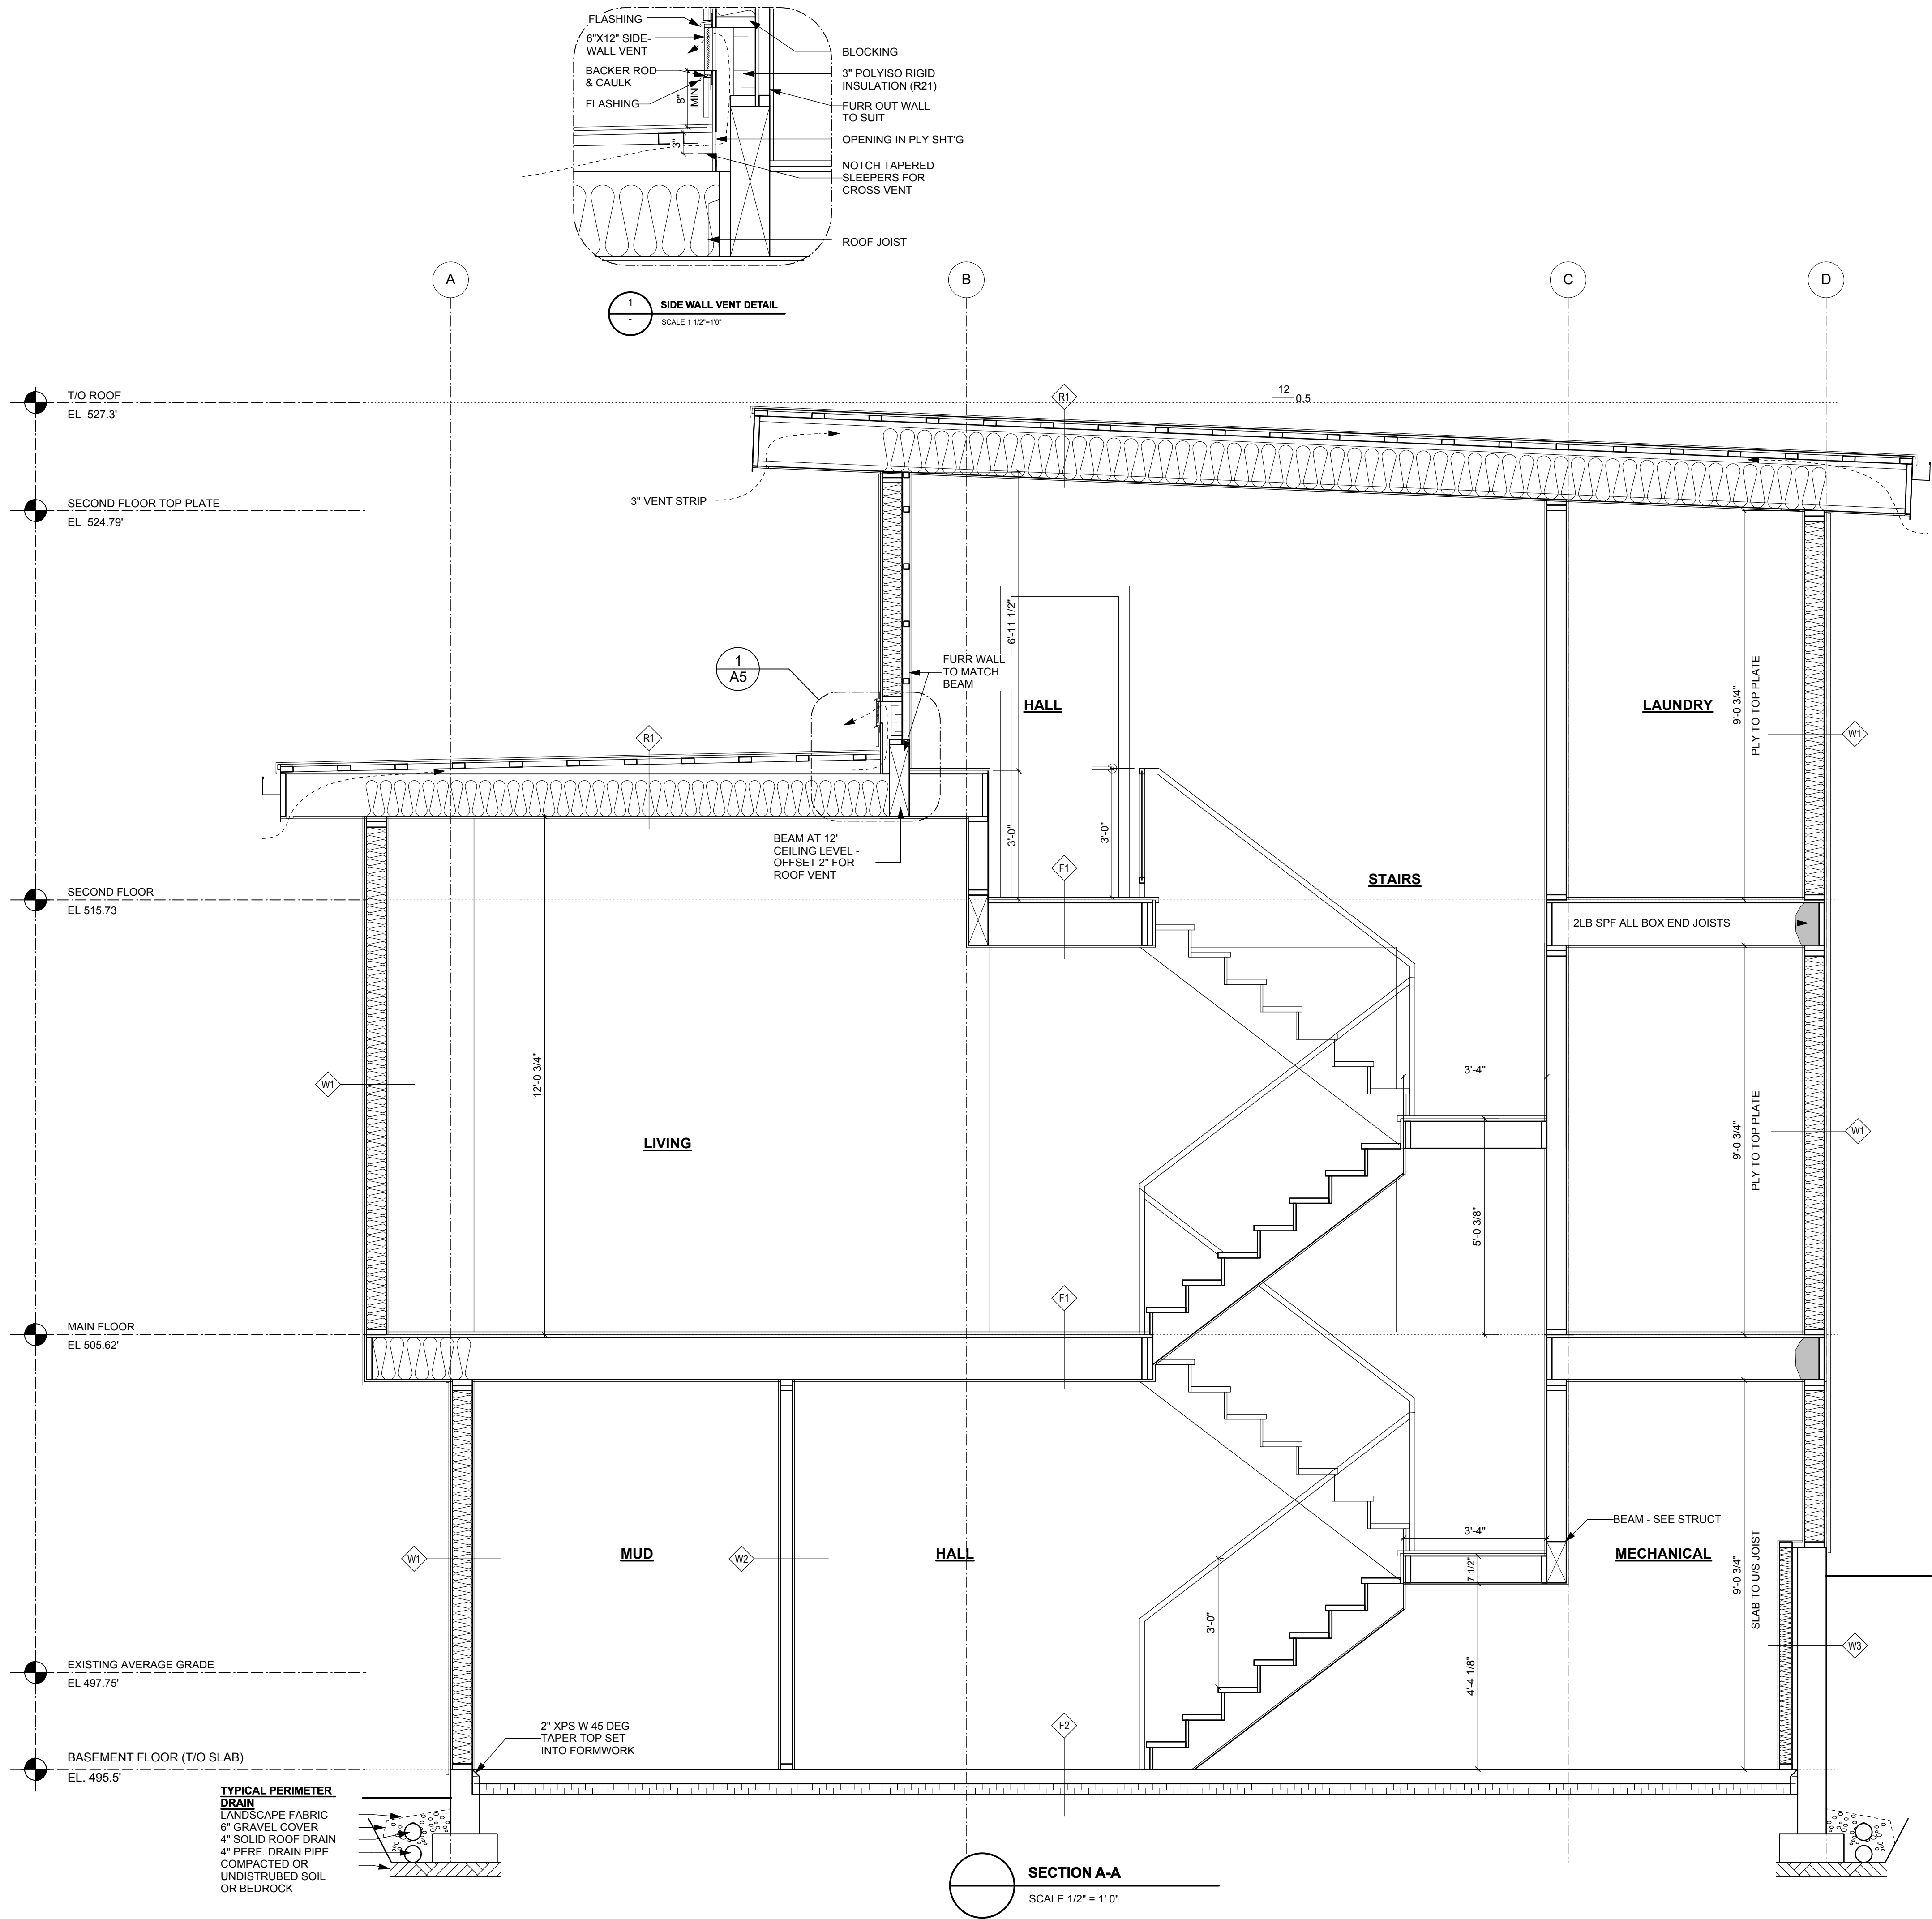 FLASHING
6"X12" SIDE-
WALL VENT
BACKER ROD
& CAULK
FLASHING
8"
MIN
3"
BLOCKING
3" POLYISO RIGID
INSULATION (R21)
FURR OUT WALL
TO SUIT
OPENING IN PLY SHT'G
NOTCH TAPERED
SLEEPERS FOR
CROSS VENT
ROOF JOIST
A
B
C
D
1
-
SIDE WALL VENT DETAIL
SCALE 1 1/2"=1'0"
T/O ROOF
EL 527.3'
R1
12
0.5
SECOND FLOOR TOP PLATE
EL 524.79'
3" VENT STRIP
6'-11 1/2"
1
A5
FURR WALL
TO MATCH
BEAM
HALL
LAUNDRY
9'-0 3/4"
PLY TO TOP PLATE
W1
R1
BEAM AT 12'
CEILING LEVEL -
OFFSET 2" FOR
ROOF VENT
3'-0"
3'-0"
F1
STAIRS
SECOND FLOOR
EL 515.73
2LB SPF ALL BOX END JOISTS
W1
12'-0 3/4"
LIVING
3'-4"
9'-0 3/4"
PLY TO TOP PLATE
W1
5'-0 3/8"
F1
MAIN FLOOR
EL 505.62'
BEAM - SEE STRUCT
W1
MUD
W2
HALL
3'-4"
7 1/2"
MECHANICAL
9'-0 3/4"
SLAB TO U/S JOIST
3'-0"
4'-4 1/8"
W3
EXISTING AVERAGE GRADE
EL 497.75'
2" XPS W 45 DEG
TAPER TOP SET
INTO FORMWORK
F2
BASEMENT FLOOR (T/O SLAB)
EL. 495.5'
TYPICAL PERIMETER
DRAIN
LANDSCAPE FABRIC
6" GRAVEL COVER
4" SOLID ROOF DRAIN
4" PERF. DRAIN PIPE
COMPACTED OR
UNDISTRUBED SOIL
OR BEDROCK
SECTION A-A
SCALE 1/2" = 1' 0"